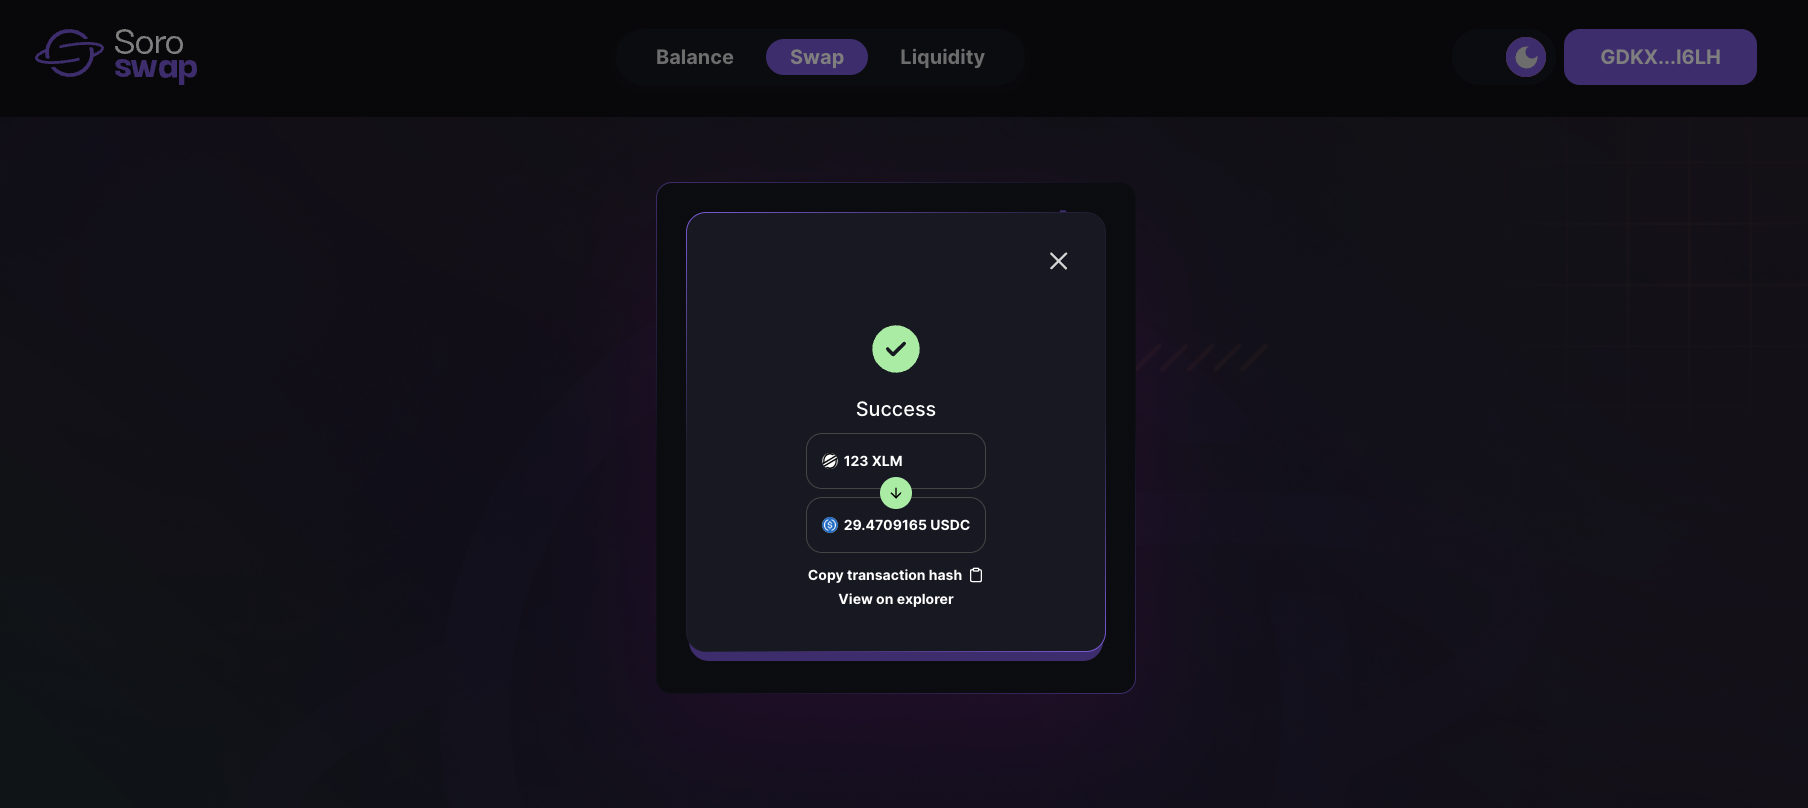 Soro
swap
Balance
Swap
Liquidity
GDKX...I6LH
Success
123 XLM
29.4709165 USDC
Copy transaction hash
View on explorer